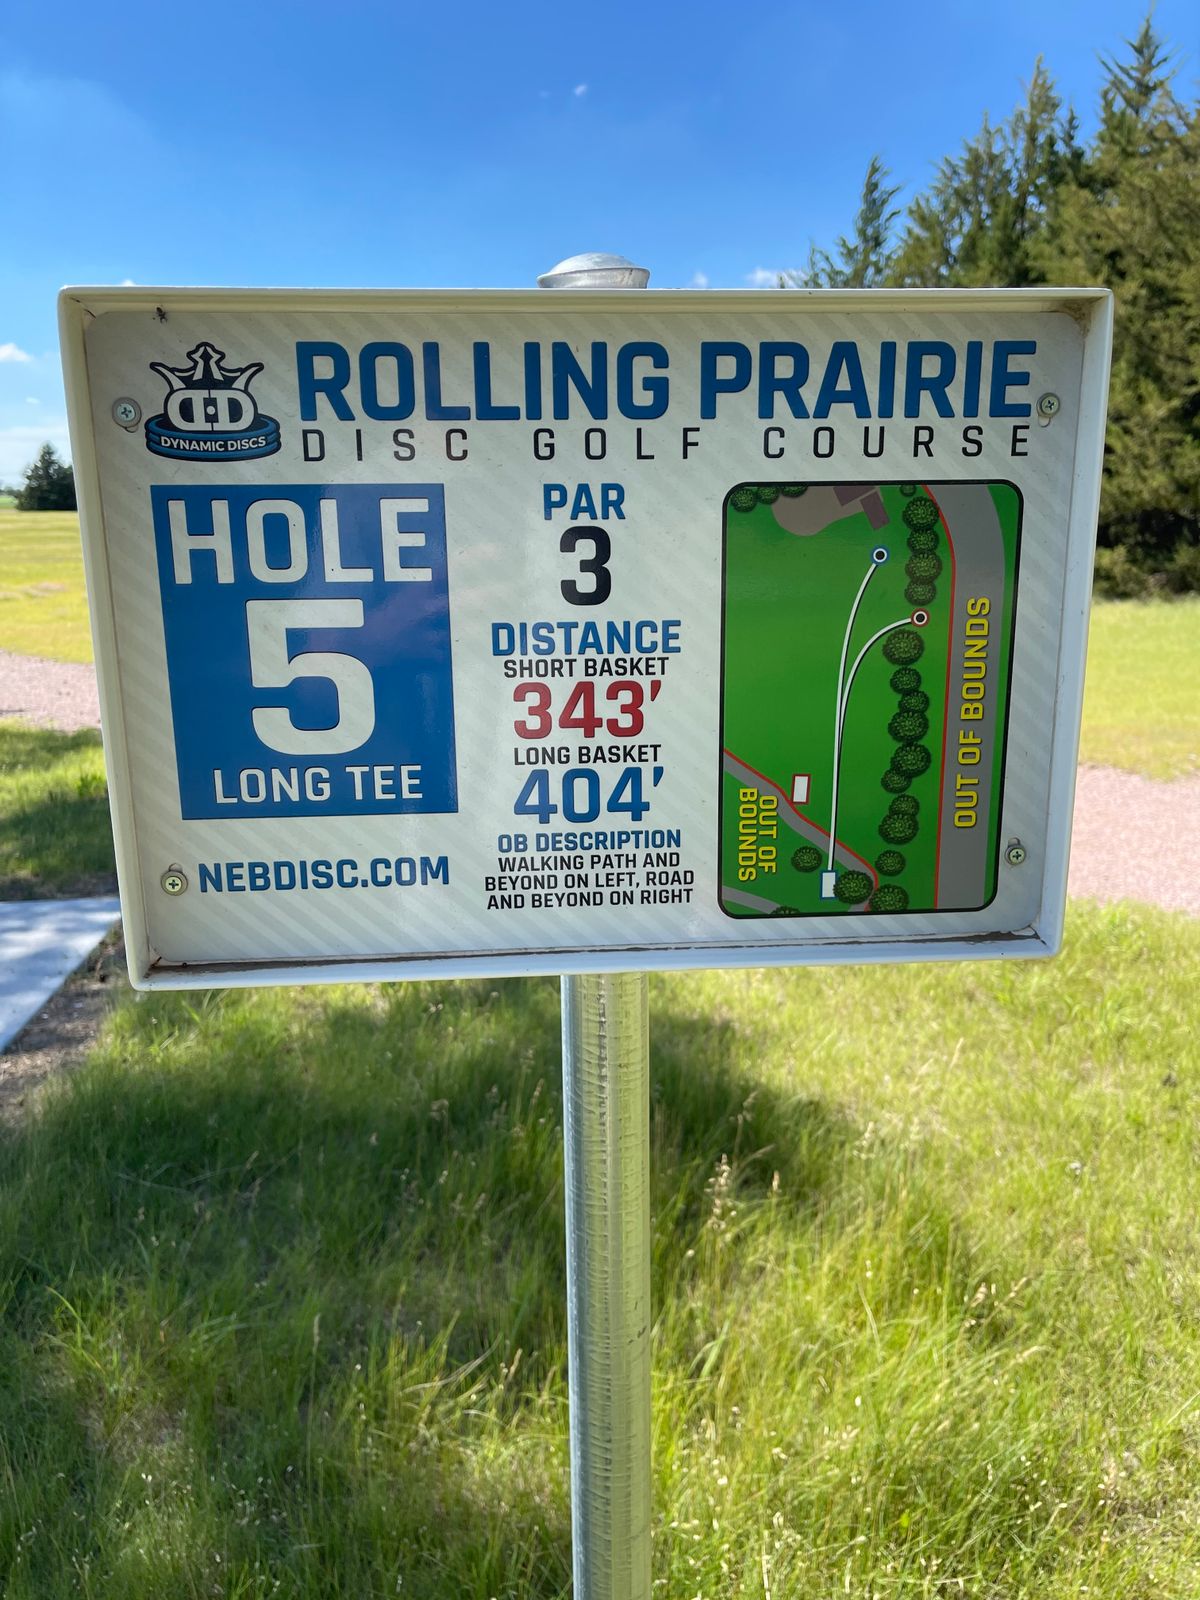 ROLLING PRAIRIE
DISC GOLF COURSE
DD
DYNAMIC DISCS
HOLE
5
LONG TEE
NEBDISC.COM
PAR
3
DISTANCE
SHORT BASKET
343'
LONG BASKET
404'
OB DESCRIPTION
WALKING PATH AND
BEYOND ON LEFT, ROAD
AND BEYOND ON RIGHT
OUT OF
BOUNDS
OUT OF BOUNDS